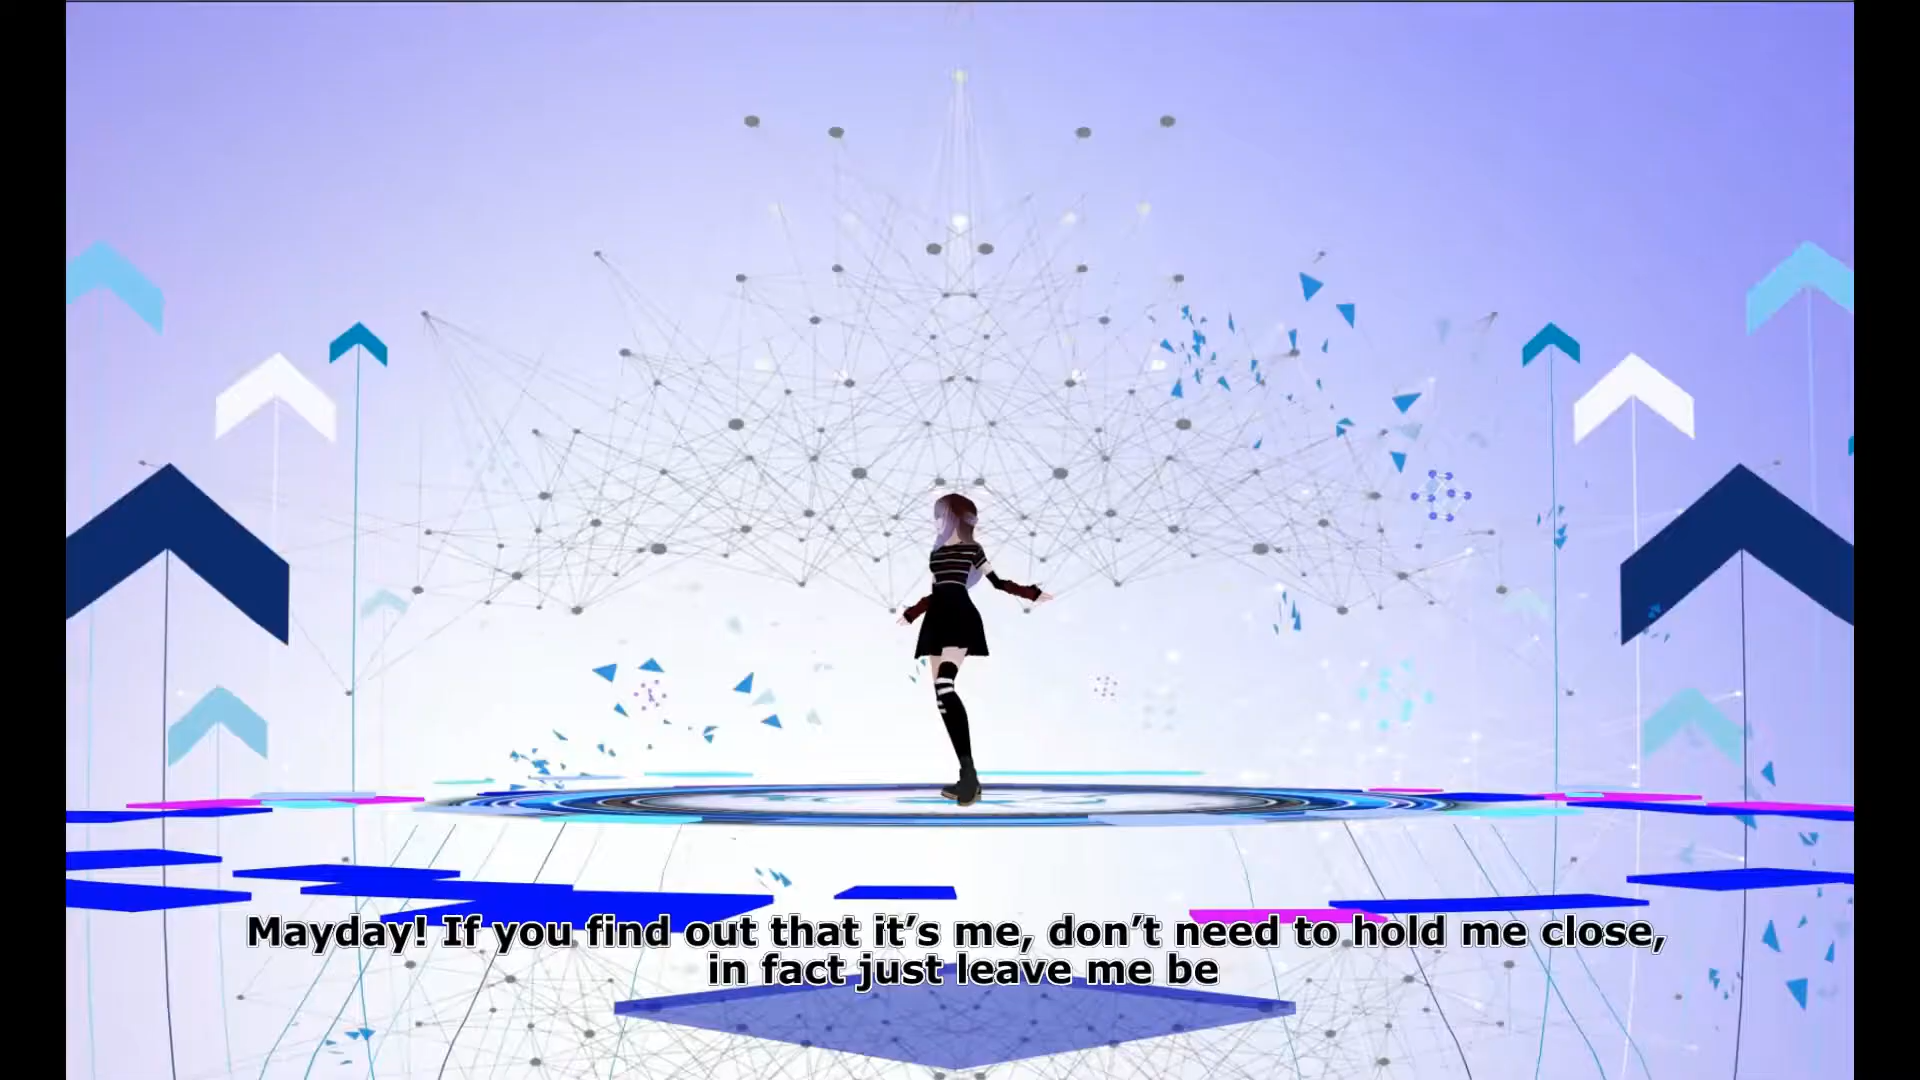 Mayday! If you find out that it’s me, don’t need to hold me close,
in fact just leave me be